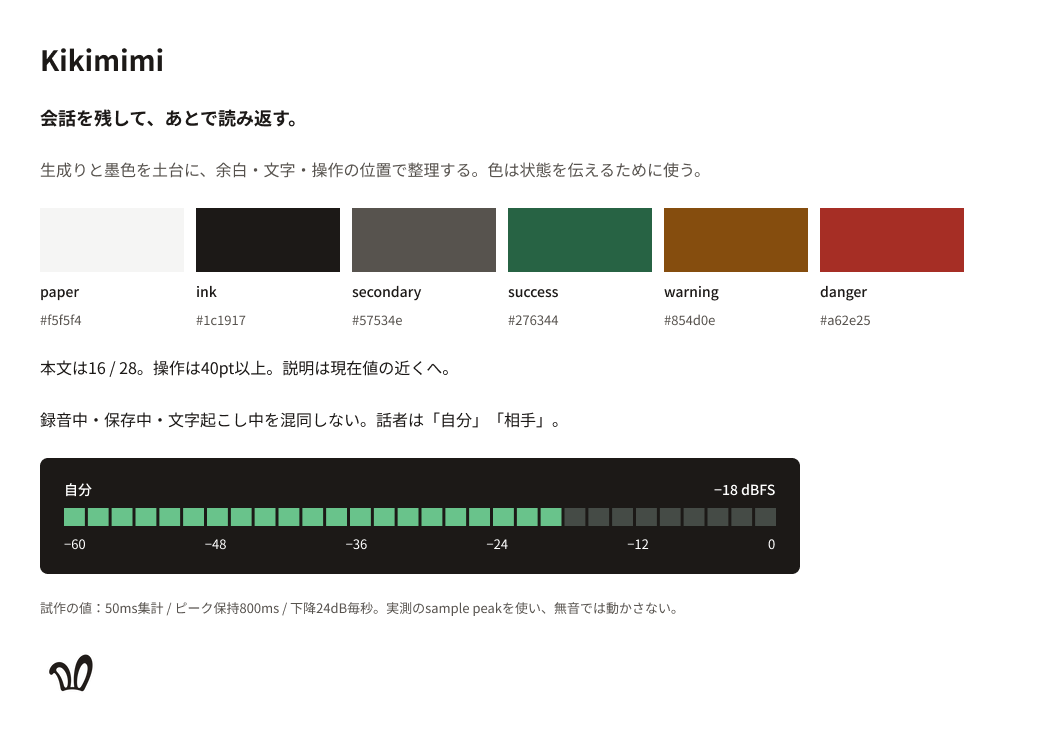 Kikimimi
会話を残して、あとで読み返す。
生成りと墨色を土台に、余白・文字・操作の位置で整理する。色は状態を伝えるために使う。
paper ink secondary success warning danger
#f5f5f4 #1c1917 #57534e #276344 #854d0e #a62e25
本文は16 / 28。操作は40pt以上。説明は現在値の近くへ。
録音中・保存中・文字起こし中を混同しない。話者は「自分」「相手」。
自分 −18 dBFS
−60 −48 −36 −24 −12 0
試作の値：50ms集計 / ピーク保持800ms / 下降24dB毎秒。実測のsample peakを使い、無音では動かさない。